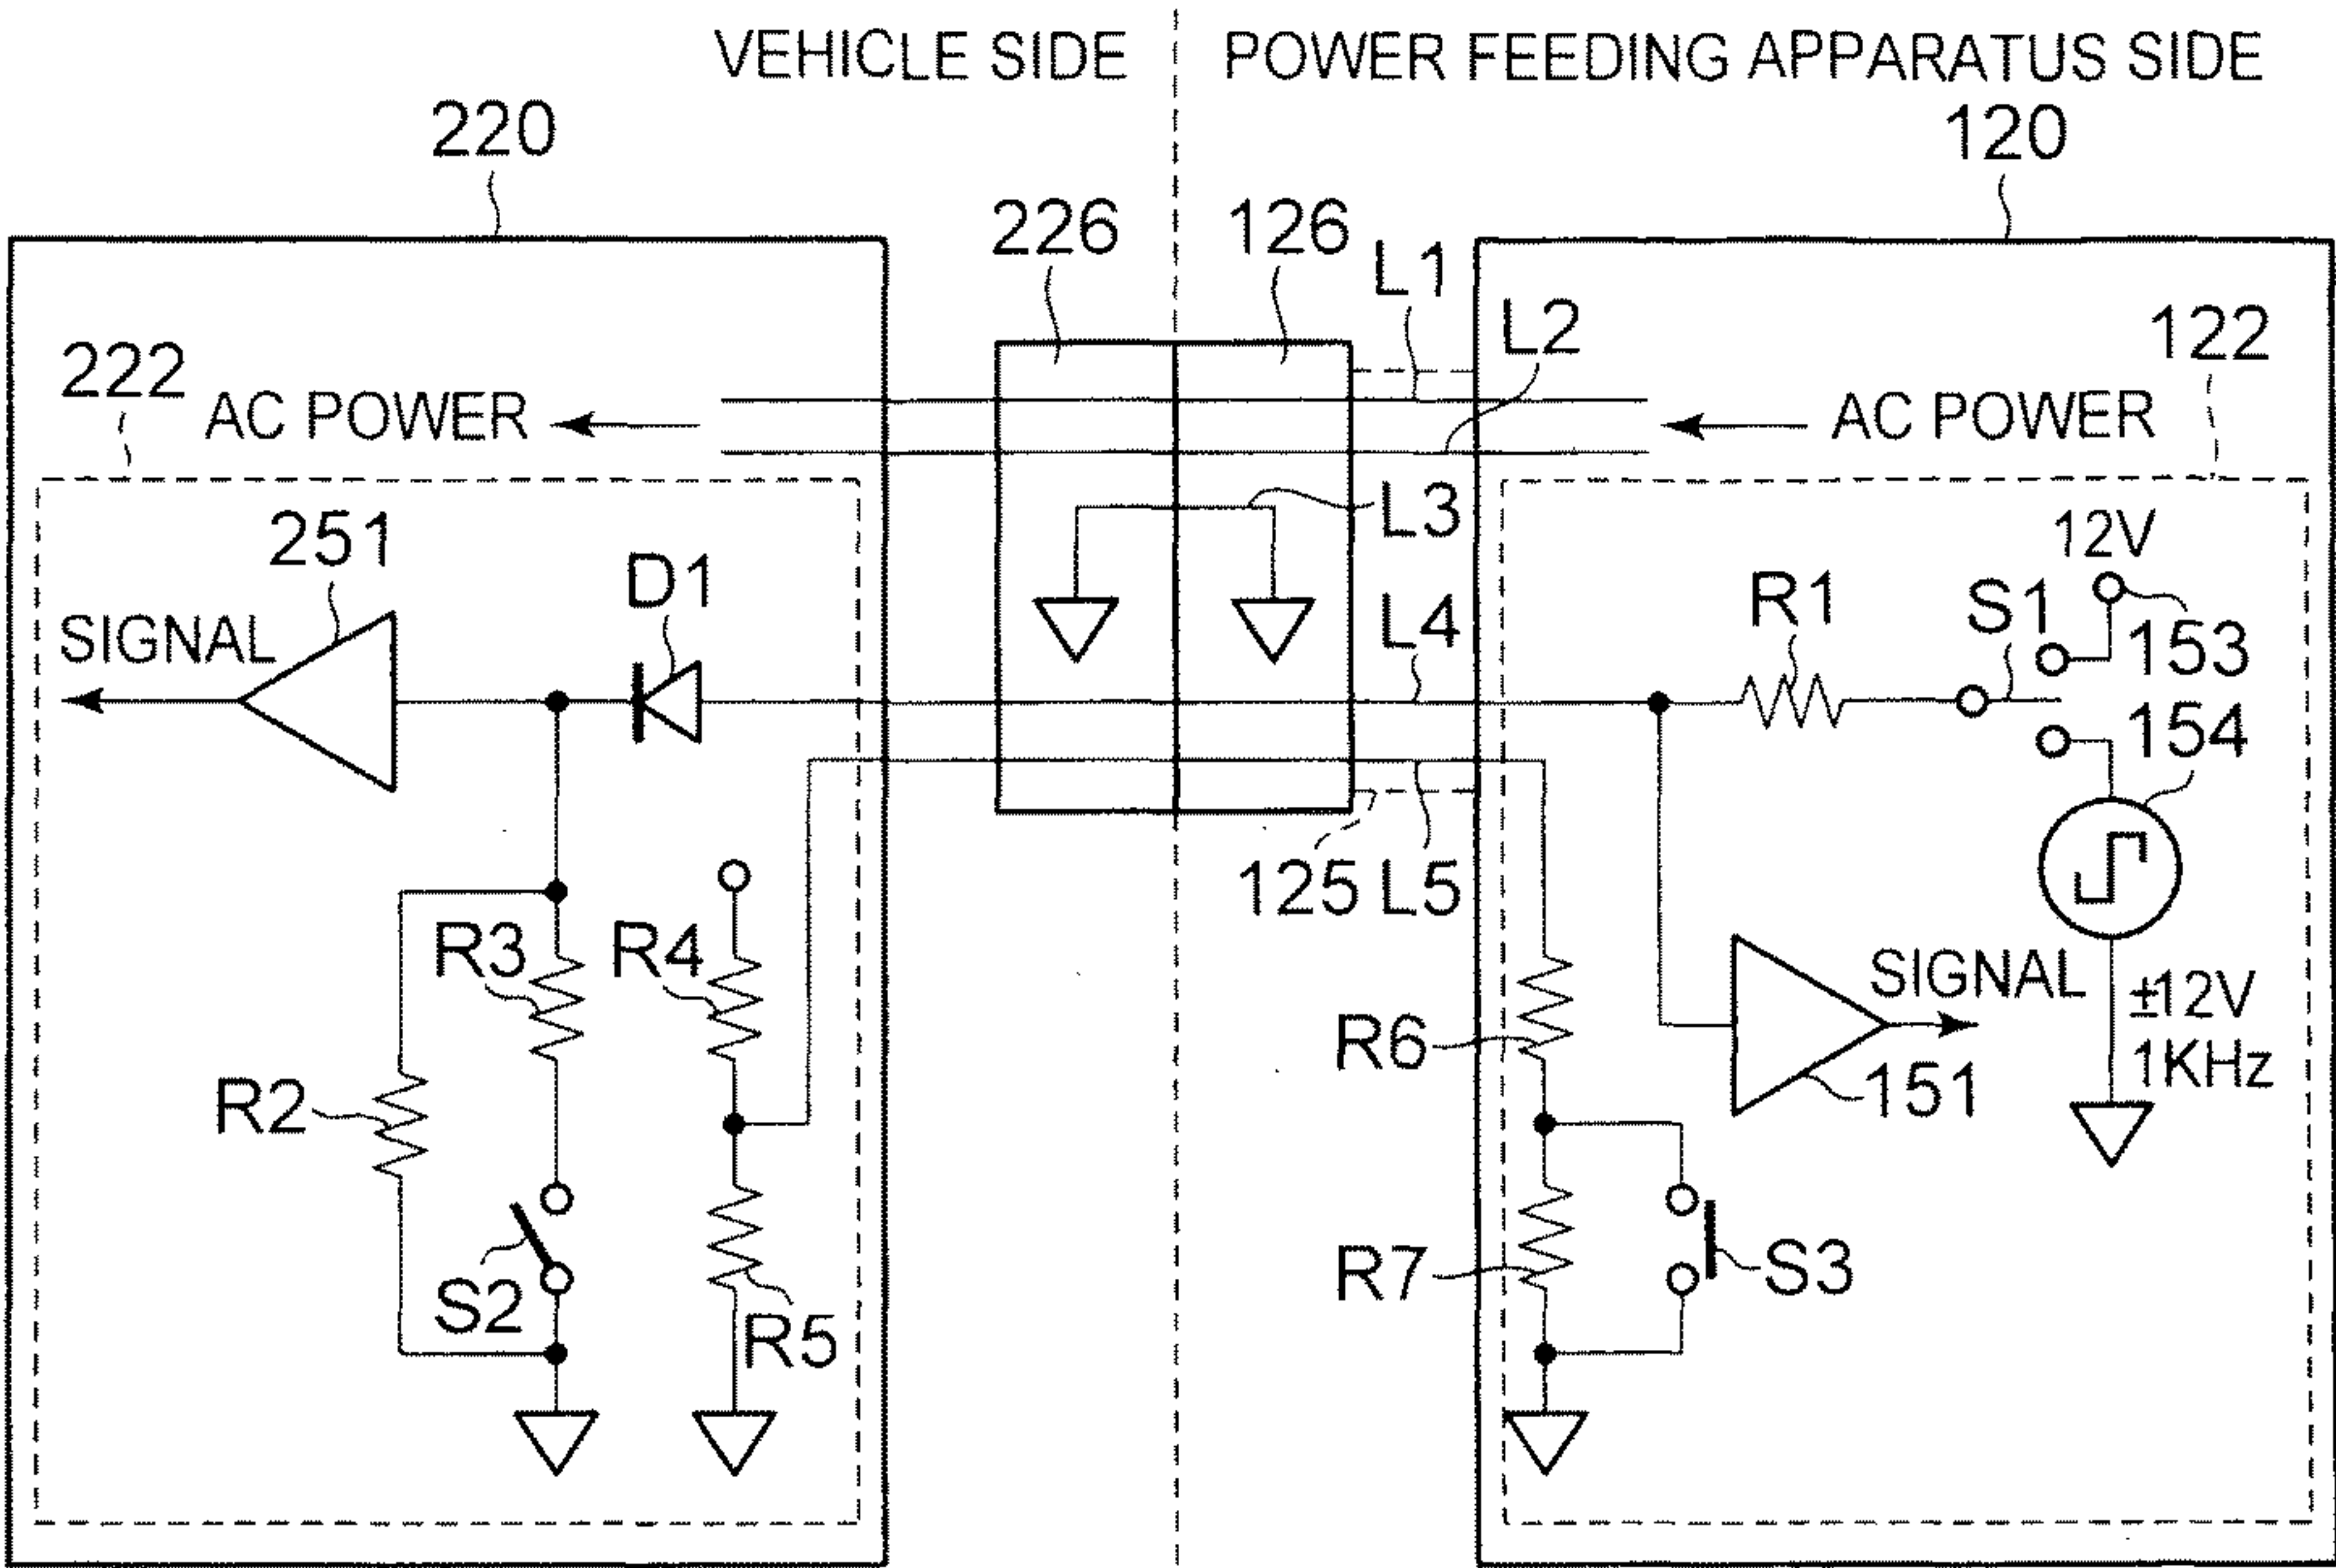 VEHICLE SIDE
POWER FEEDING APPARATUS SIDE
220
120
226
126
L1
L2
222
122
AC POWER
AC POWER
L3
251
D1
12V
SIGNAL
L4
R1
S1
153
154
125
L5
R3
R4
SIGNAL
±12V
R6
1KHz
R2
151
S2
R7
S3
R5